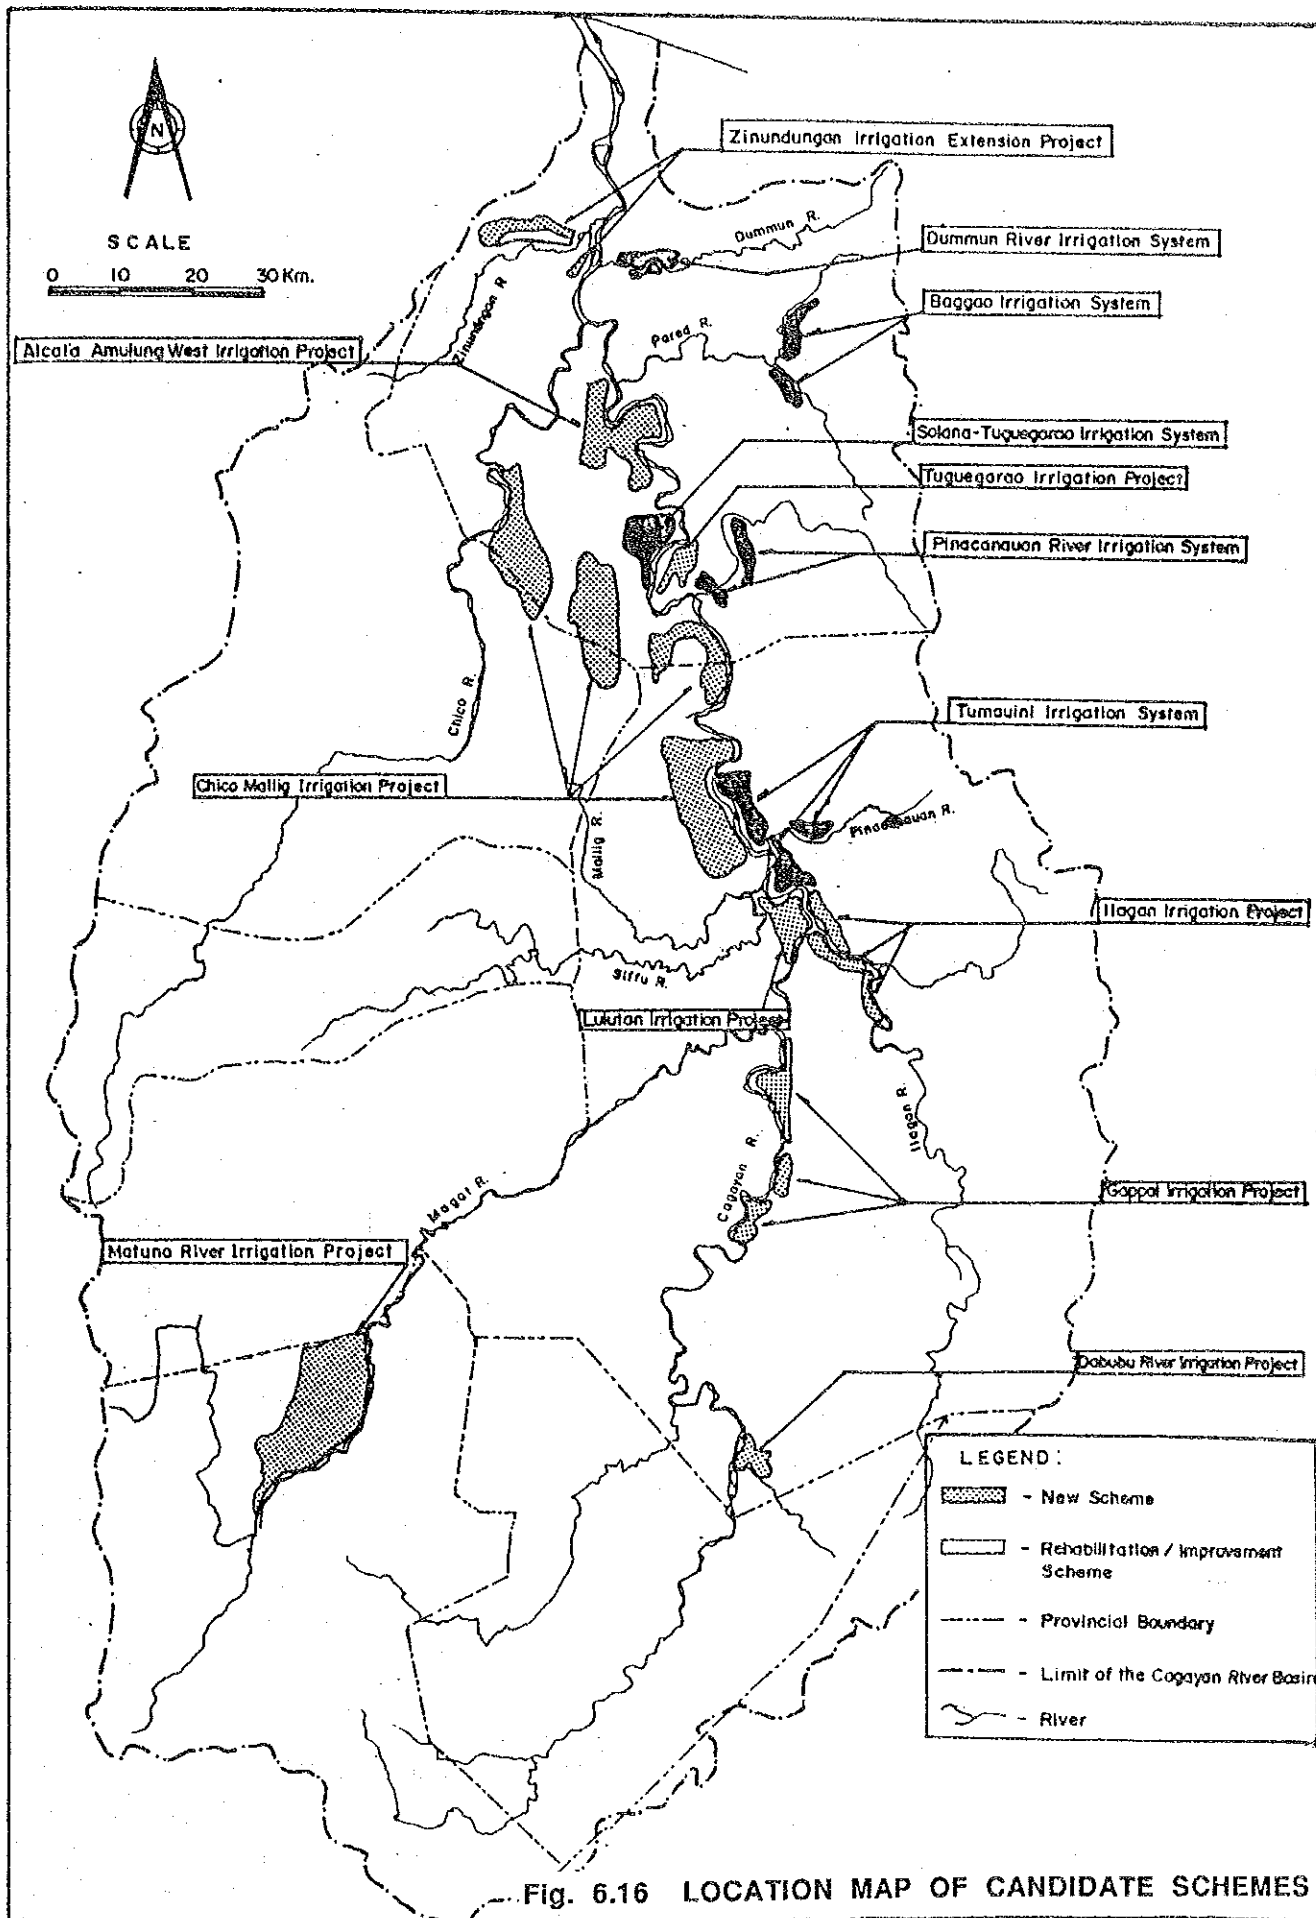 N
SCALE
0 10 20 30 Km.
Zinundungan Irrigation Extension Project
Dummun R.
Dummun River Irrigation System
Zinundungan R
Baggao Irrigation System
Pared R.
Alcala Amulung West Irrigation Project
Solana-Tuguegarao Irrigation System
Tuguegarao Irrigation Project
Pinacanauan River Irrigation System
Chico R.
Tumauini Irrigation System
Chico Mallig Irrigation Project
Mallig R.
Pinacanauan R.
Ilagan Irrigation Project
Siffu R.
Lulutan Irrigation Project
Ilagan R.
Cagayan R.
Magat R.
Gappal Irrigation Project
Matuno River Irrigation Project
Dabubu River Irrigation Project
LEGEND :
- New Scheme
- Rehabilitation / Improvement
Scheme
- Provincial Boundary
- Limit of the Cagayan River Basin
- River
Fig. 6.16 LOCATION MAP OF CANDIDATE SCHEMES